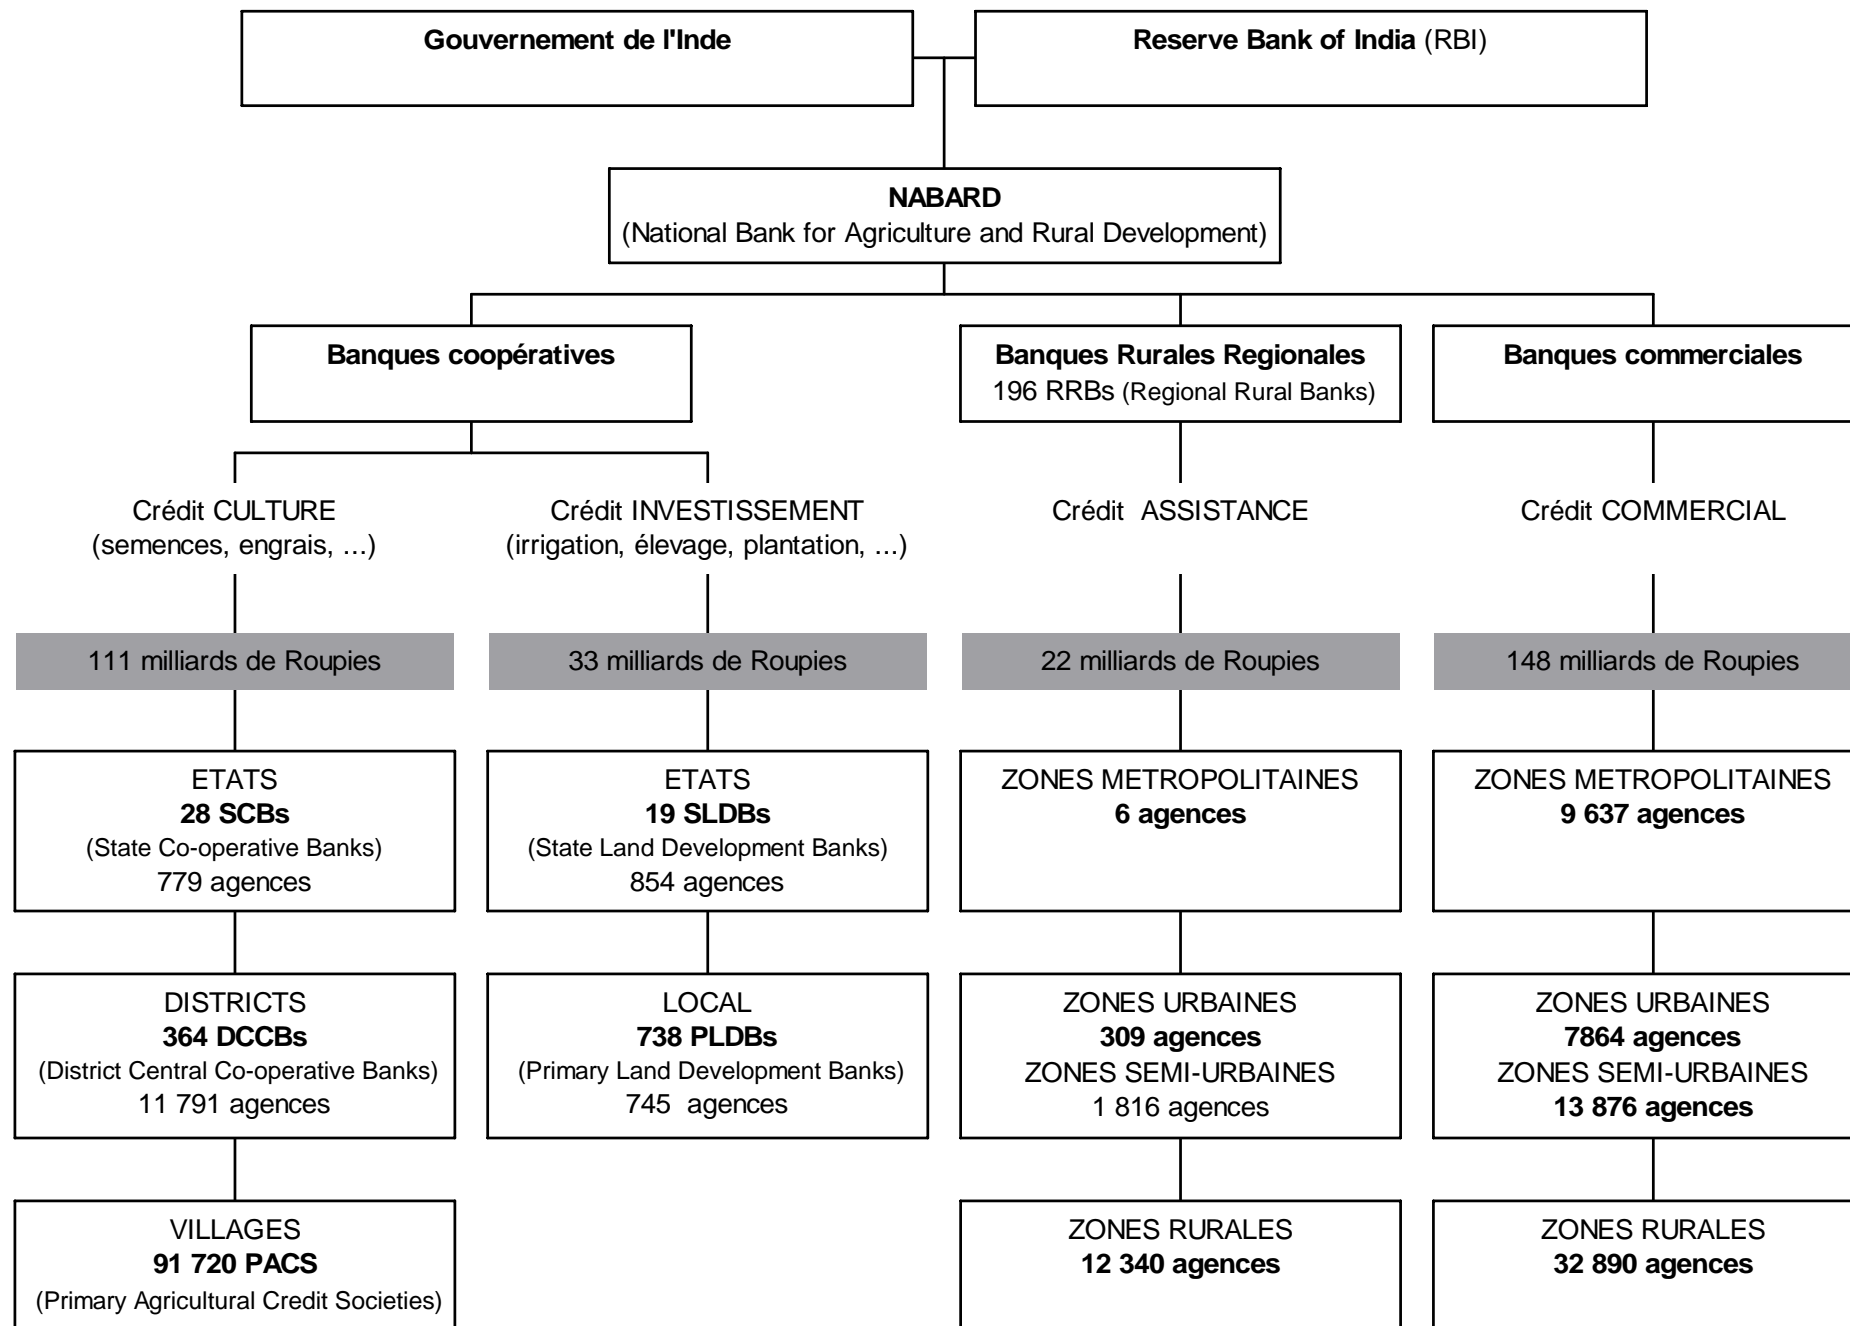 Gouvernement de l'Inde
Reserve Bank of India (RBI)
NABARD
(National Bank for Agriculture and Rural Development)
Banques coopératives
Banques Rurales Regionales
196 RRBs (Regional Rural Banks)
Banques commerciales
Crédit CULTURE
(semences, engrais, ...)
Crédit INVESTISSEMENT
(irrigation, élevage, plantation, ...)
Crédit ASSISTANCE
Crédit COMMERCIAL
111 milliards de Roupies
33 milliards de Roupies
22 milliards de Roupies
148 milliards de Roupies
ETATS
28 SCBs
(State Co-operative Banks)
779 agences
ETATS
19 SLDBs
(State Land Development Banks)
854 agences
ZONES METROPOLITAINES
6 agences
ZONES METROPOLITAINES
9 637 agences
DISTRICTS
364 DCCBs
(District Central Co-operative Banks)
11 791 agences
LOCAL
738 PLDBs
(Primary Land Development Banks)
745 agences
ZONES URBAINES
309 agences
ZONES SEMI-URBAINES
1 816 agences
ZONES URBAINES
7864 agences
ZONES SEMI-URBAINES
13 876 agences
VILLAGES
91 720 PACS
(Primary Agricultural Credit Societies)
ZONES RURALES
12 340 agences
ZONES RURALES
32 890 agences